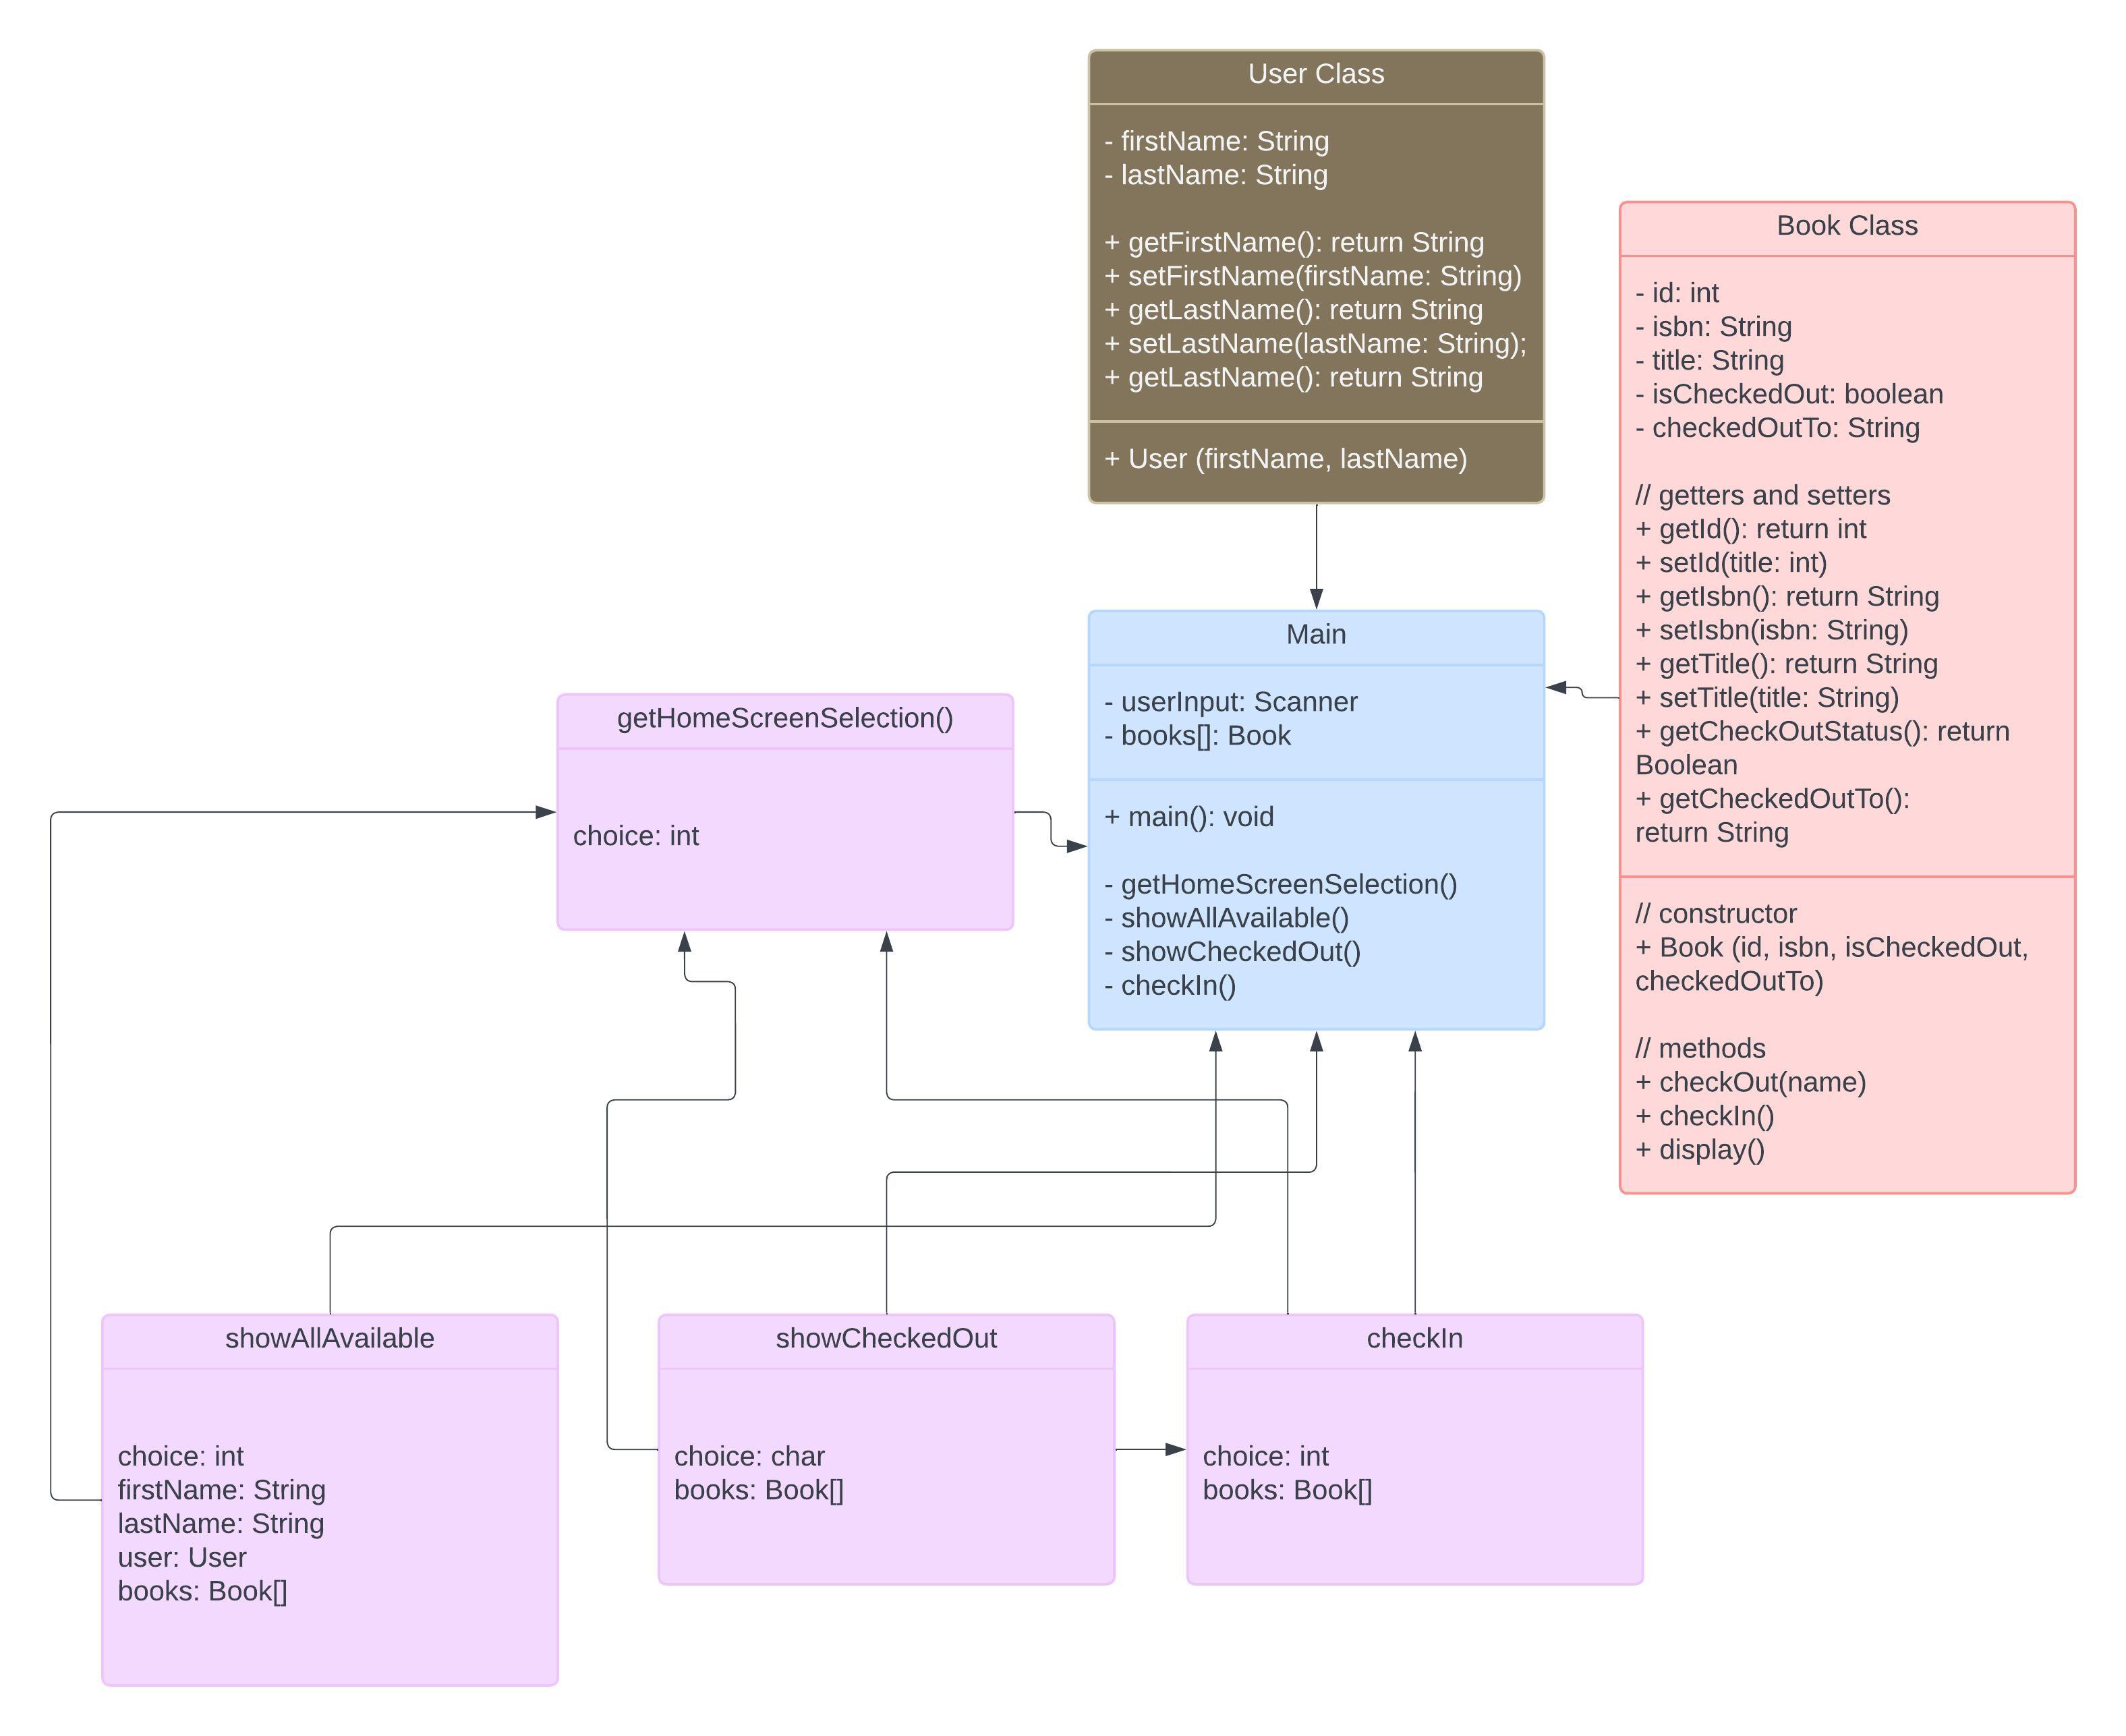 User Class
- firstName: String
- lastName: String
+ getFirstName(): return String
+ setFirstName(firstName: String)
+ getLastName(): return String
+ setLastName(lastName: String);
+ getLastName(): return String
+ User (firstName, lastName)
Book Class
- id: int
- isbn: String
- title: String
- isCheckedOut: boolean
- checkedOutTo: String
// getters and setters
+ getId(): return int
+ setId(title: int)
+ getIsbn(): return String
+ setIsbn(isbn: String)
+ getTitle(): return String
+ setTitle(title: String)
+ getCheckOutStatus(): return
Boolean
+ getCheckedOutTo():
return String
// constructor
+ Book (id, isbn, isCheckedOut,
checkedOutTo)
// methods
+ checkOut(name)
+ checkIn()
+ display()
Main
- userInput: Scanner
- books[]: Book
+ main(): void
- getHomeScreenSelection()
- showAllAvailable()
- showCheckedOut()
- checkIn()
getHomeScreenSelection()
choice: int
showAllAvailable
choice: int
firstName: String
lastName: String
user: User
books: Book[]
showCheckedOut
choice: char
books: Book[]
checkIn
choice: int
books: Book[]